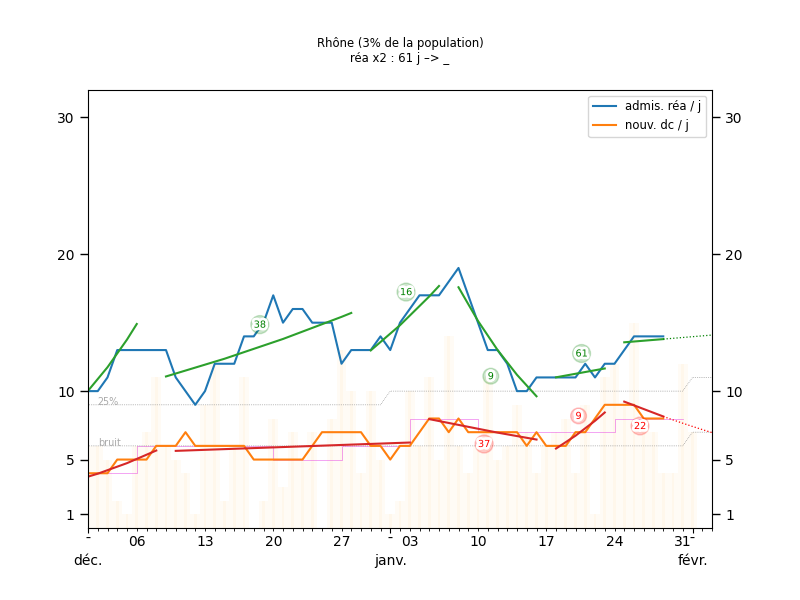 Rhône (3% de la population)
réa x2 : 61 j –> _
admis. réa / j
nouv. dc / j
30
30
20
20
10
10
5
5
1
1
25%
bruit
38
16
9
61
37
9
22
- 06 13 20 27 - 03 10 17 24 31-
déc. janv. févr.